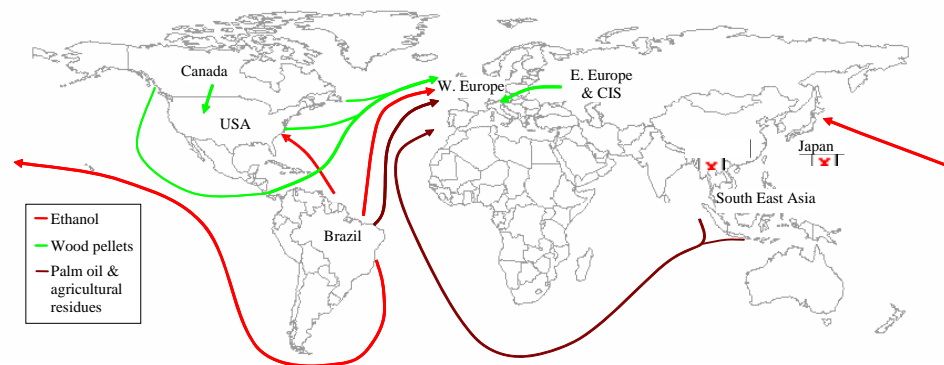 Canada
W. Europe
E. Europe
& CIS
USA
Japan
South East Asia
Brazil
Ethanol
Wood pellets
Palm oil &
agricultural
residues